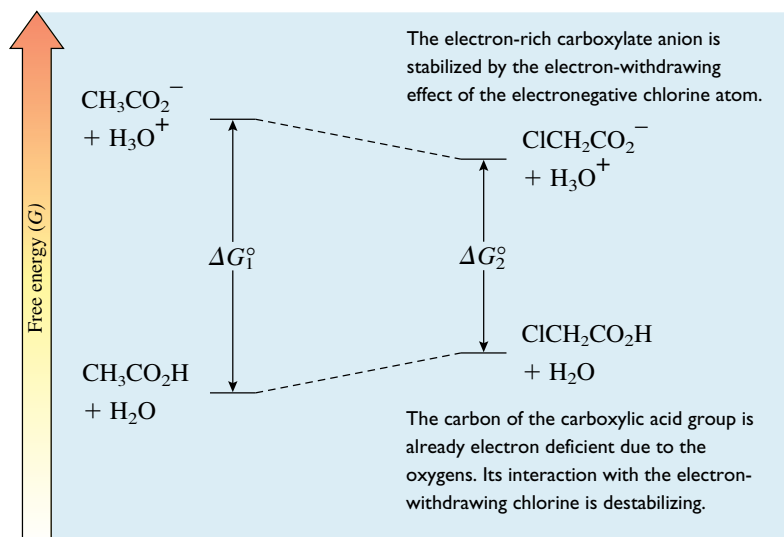 Free energy (G)
The electron-rich carboxylate anion is
stabilized by the electron-withdrawing
effect of the electronegative chlorine atom.
CH₃CO₂⁻
+ H₃O⁺
ClCH₂CO₂⁻
+ H₃O⁺
ΔG₁°
ΔG₂°
CH₃CO₂H
+ H₂O
ClCH₂CO₂H
+ H₂O
The carbon of the carboxylic acid group is
already electron deficient due to the
oxygens. Its interaction with the electron-
withdrawing chlorine is destabilizing.